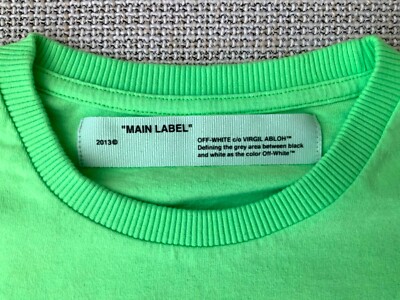 "MAIN LABEL"
2013©
OFF-WHITE c/o VIRGIL ABLOH™
Defining the grey area between black
and white as the color Off-White™